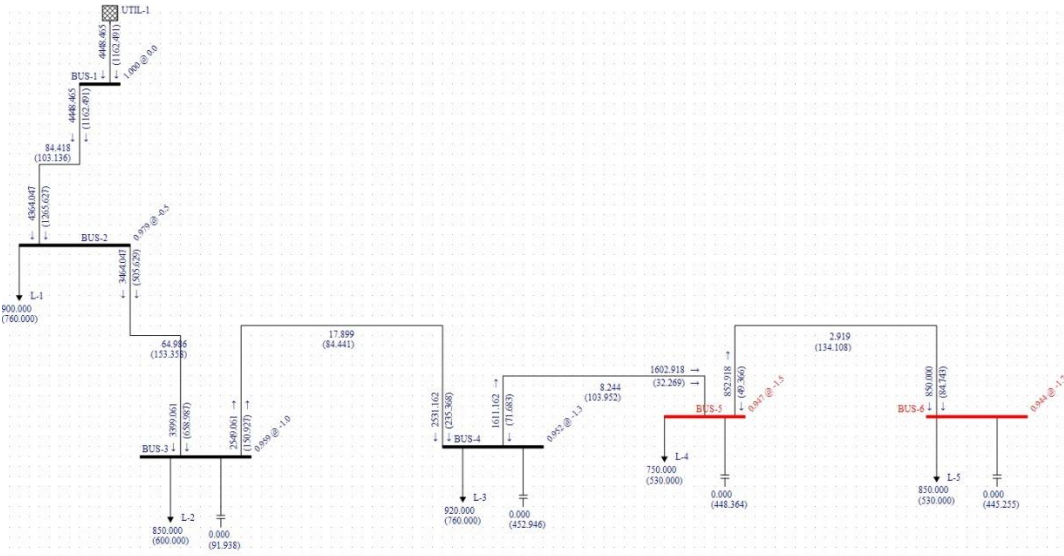 UTIL-1
4448.465
(1162.491)
BUS-1
1.000 @ 0.0
4448.465
(1162.491)
84.418
(103.136)
4364.047
(1265.627)
BUS-2
0.979 @ -0.5
L-1
900.000
(760.000)
3464.047
(505.629)
64.986
(153.358)
3399.061
(658.987)
BUS-3
0.959 @ -1.0
L-2
850.000
(600.000)
0.000
(91.938)
2549.061
(150.927)
17.899
(84.441)
2531.162
(235.368)
BUS-4
0.952 @ -1.3
L-3
920.000
(760.000)
0.000
(452.946)
1611.162
(71.683)
8.244
(103.952)
1602.918
(32.269)
BUS-5
0.947 @ -1.5
L-4
750.000
(530.000)
0.000
(448.364)
852.918
(49.366)
2.919
(134.108)
850.000
(84.743)
BUS-6
0.944 @ -1.7
L-5
850.000
(530.000)
0.000
(445.255)